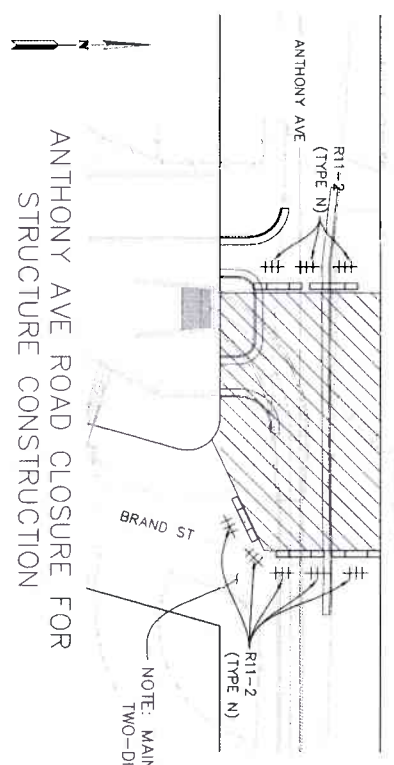 N
ANTHONY AVE
R11-2
(TYPE N)
BRAND ST
R11-2
(TYPE N)
NOTE: MAI
TWO-DI
ANTHONY AVE ROAD CLOSURE FOR
STRUCTURE CONSTRUCTION